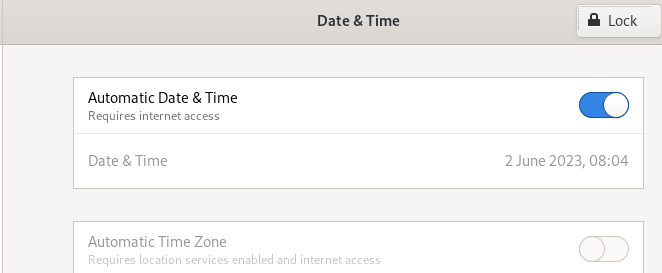 Date & Time
Lock
Automatic Date & Time
Requires internet access
Date & Time 2 June 2023, 08:04
Automatic Time Zone
Requires location services enabled and internet access